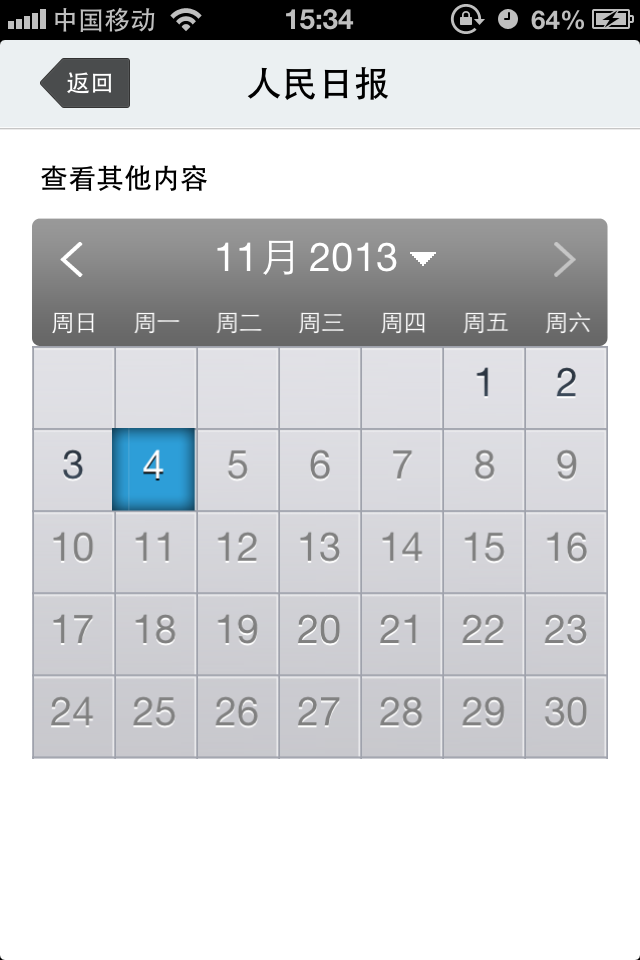 中国移动 15:34 64%
返回 人民日报
查看其他内容
11月 2013
周日 周一 周二 周三 周四 周五 周六
1 2
3 4 5 6 7 8 9
10 11 12 13 14 15 16
17 18 19 20 21 22 23
24 25 26 27 28 29 30